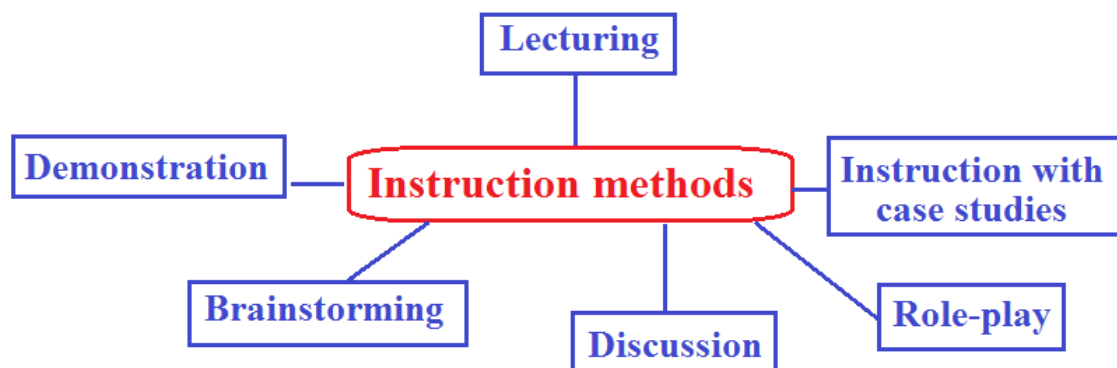 Lecturing
Demonstration
Instruction methods
Instruction with
case studies
Brainstorming
Discussion
Role-play